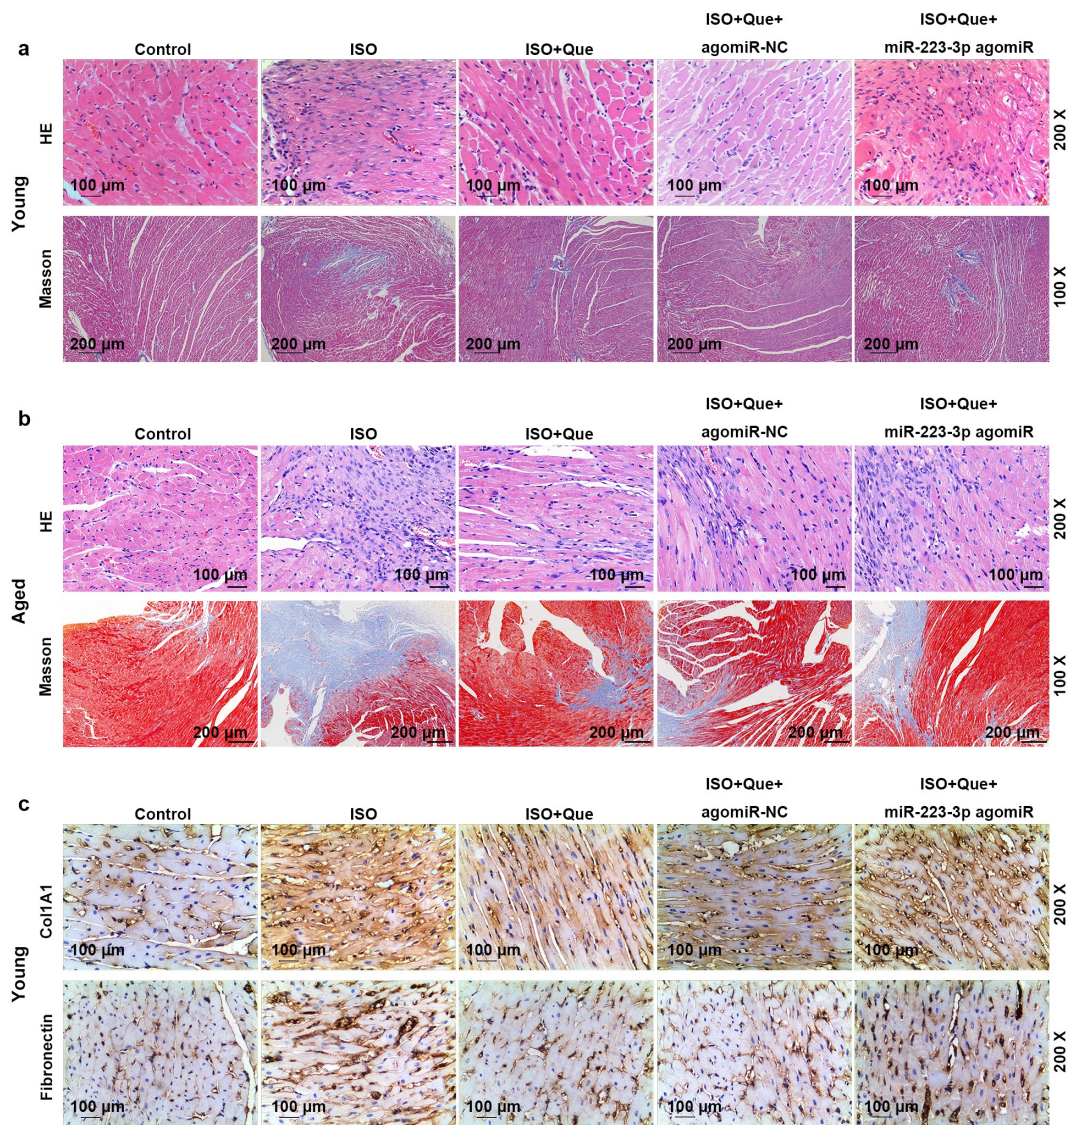 a
Control
ISO
ISO+Que
ISO+Que+
agomiR-NC
ISO+Que+
miR-223-3p agomiR
Young
HE
100 µm
100 µm
100 µm
100 µm
100 µm
200 X
Masson
200 µm
200 µm
200 µm
200 µm
200 µm
100 X
b
Control
ISO
ISO+Que
ISO+Que+
agomiR-NC
ISO+Que+
miR-223-3p agomiR
Aged
HE
100 µm
100 µm
100 µm
100 µm
100 µm
200 X
Masson
200 µm
200 µm
200 µm
200 µm
200 µm
100 X
c
Control
ISO
ISO+Que
ISO+Que+
agomiR-NC
ISO+Que+
miR-223-3p agomiR
Young
Col1A1
100 µm
100 µm
100 µm
100 µm
100 µm
200 X
Fibronectin
100 µm
100 µm
100 µm
100 µm
100 µm
200 X